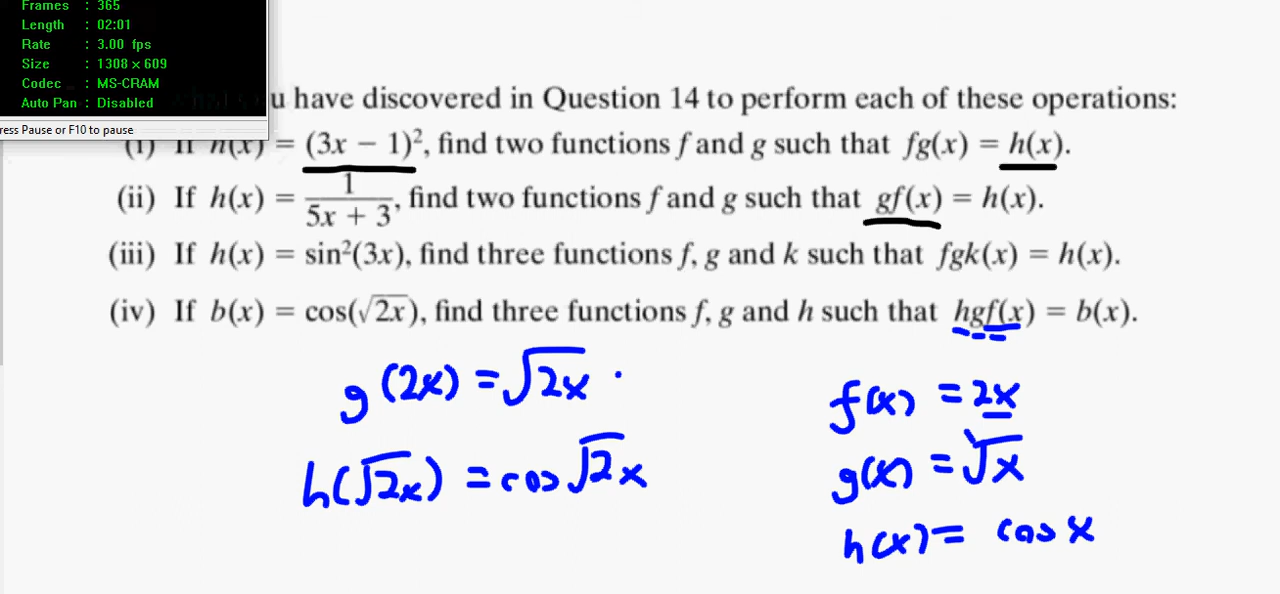 Frames : 365
Length : 02:01
Rate : 3.00 fps
Size : 1308 × 609
Codec : MS-CRAM
Auto Pan : Disabled
ress Pause or F10 to pause
u have discovered in Question 14 to perform each of these operations:
(i) If h(x) = (3x − 1)², find two functions f and g such that fg(x) = h(x).
(ii) If h(x) = 1/(5x + 3), find two functions f and g such that gf(x) = h(x).
(iii) If h(x) = sin²(3x), find three functions f, g and k such that fgk(x) = h(x).
(iv) If b(x) = cos(√2x), find three functions f, g and h such that hgf(x) = b(x).
g(2x) = √2x
h(√2x) = cos √2x
f(x) = 2x
g(x) = √x
h(x) = cos x